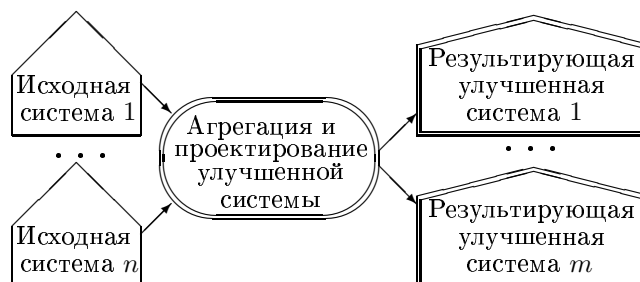 Исходная
система 1
. . .
Исходная
система n
Агрегация и
проектирование
улучшенной
системы
Результирующая
улучшенная
система 1
. . .
Результирующая
улучшенная
система m